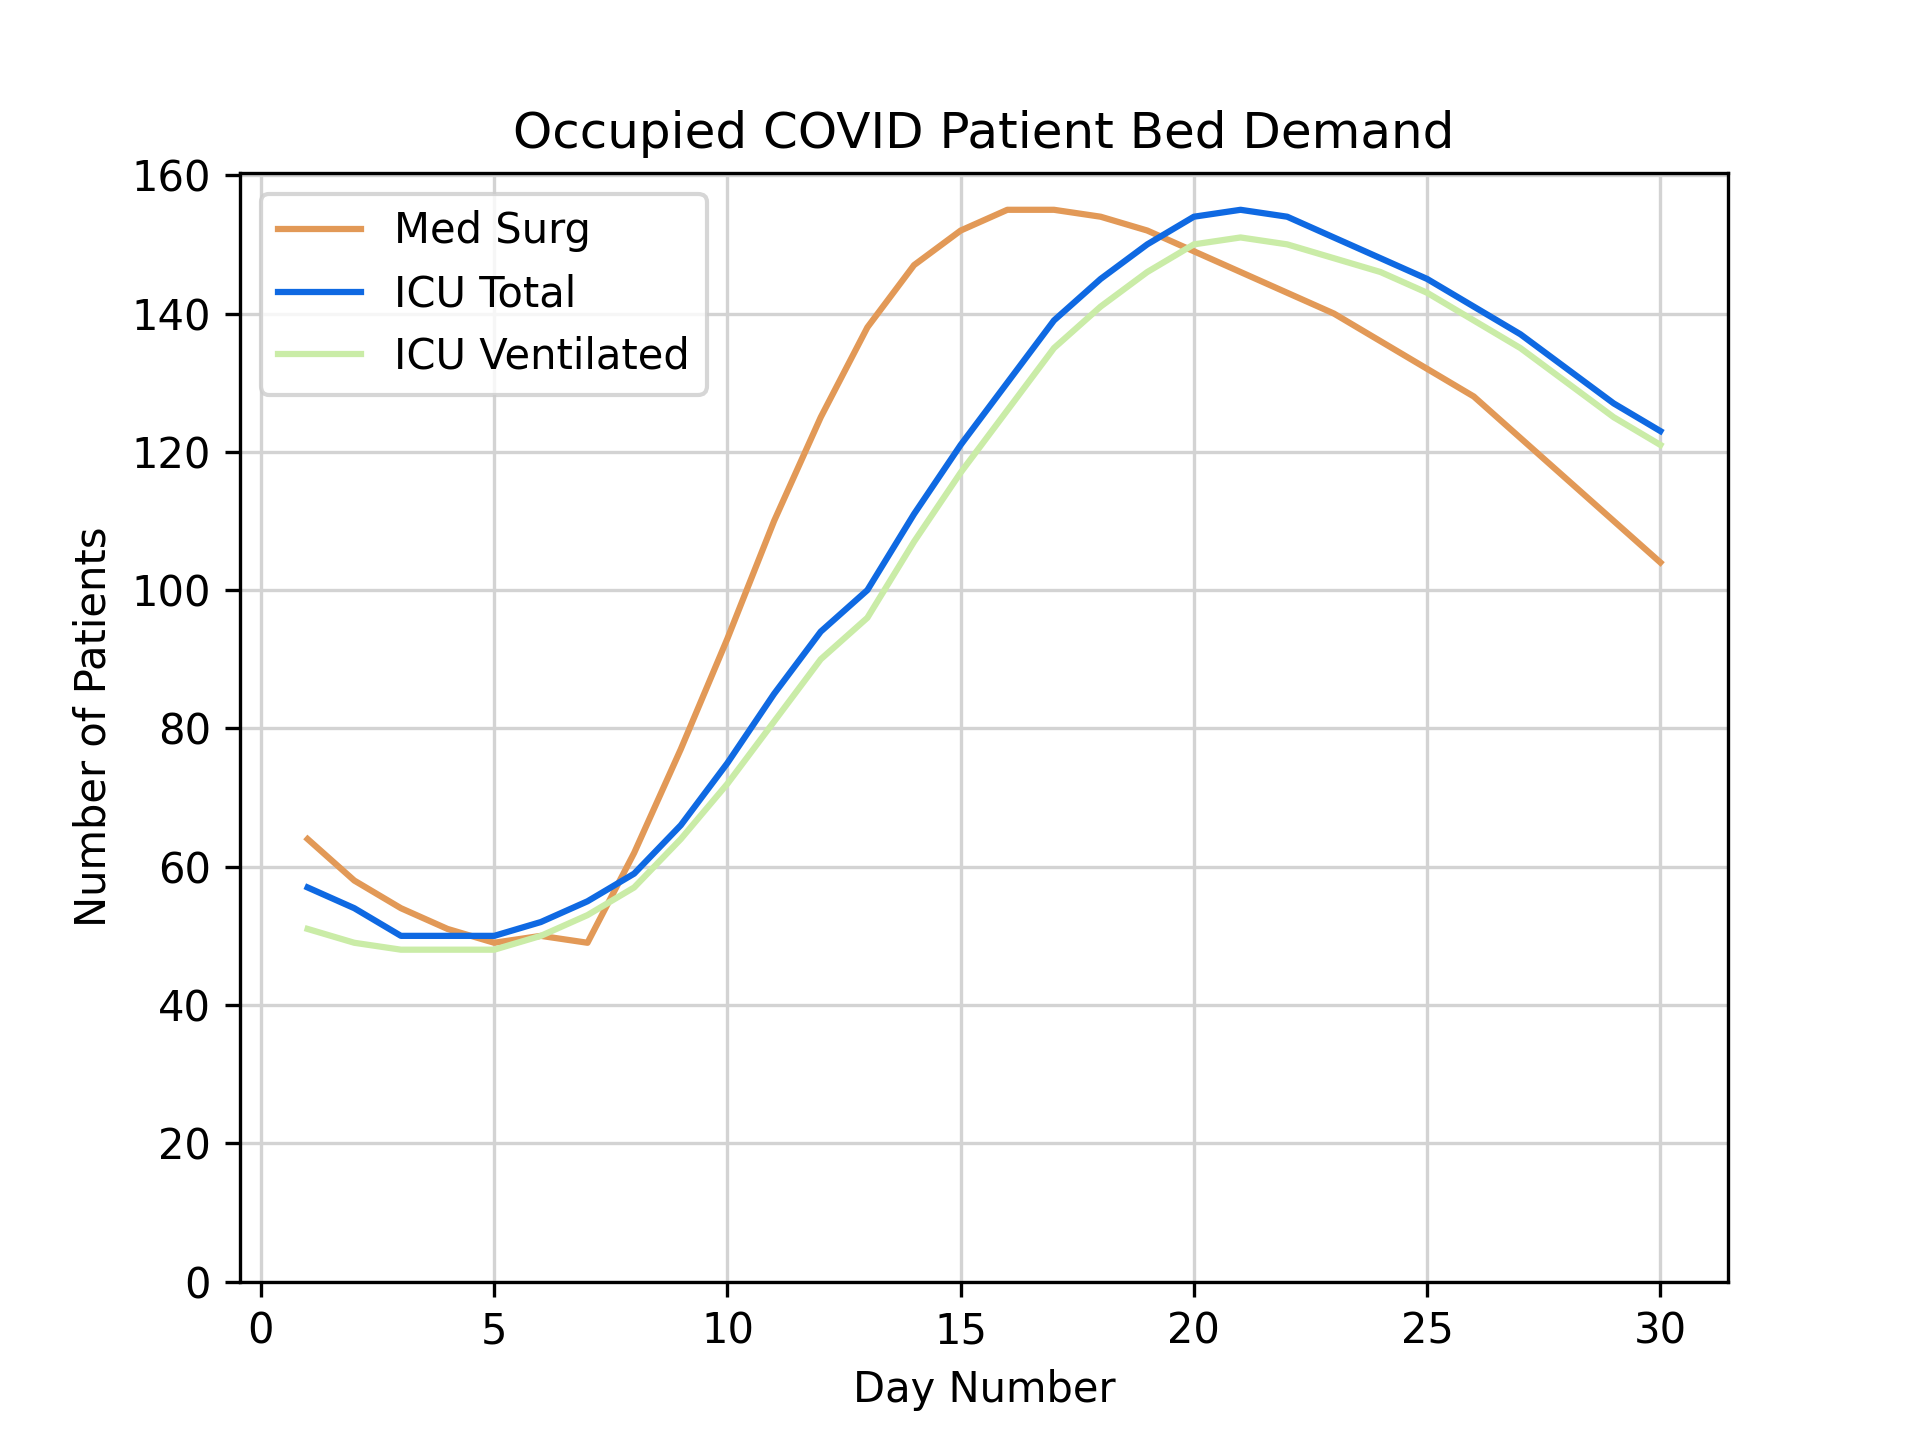 Occupied COVID Patient Bed Demand
160
140
120
100
80
60
40
20
0
Number of Patients
Med Surg
ICU Total
ICU Ventilated
0 5 10 15 20 25 30
Day Number